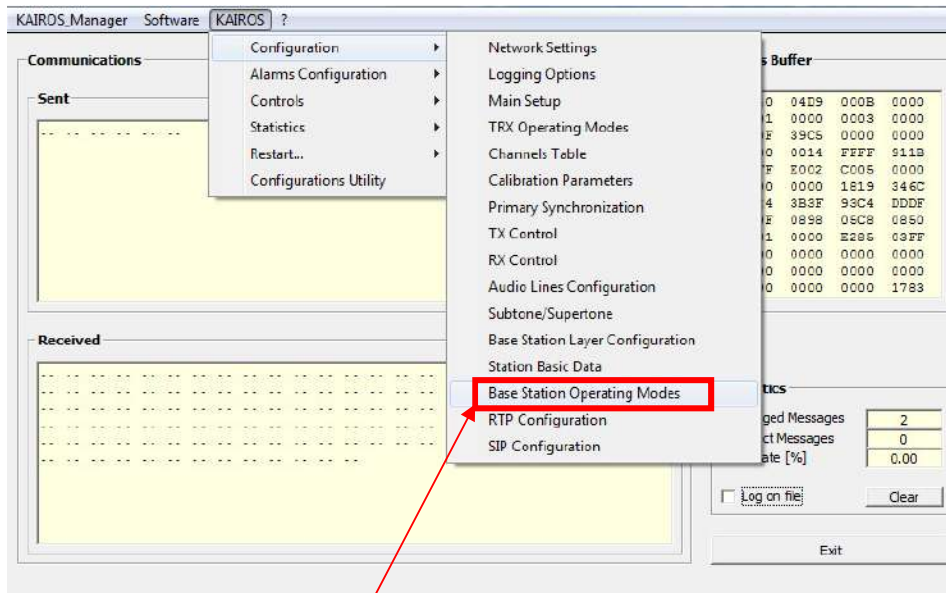 KAIROS_Manager Software KAIROS ?
Communications
Sent
-- -- -- -- -- --
Configuration
Alarms Configuration
Controls
Statistics
Restart...
Configurations Utility
Network Settings
Logging Options
Main Setup
TRX Operating Modes
Channels Table
Calibration Parameters
Primary Synchronization
TX Control
RX Control
Audio Lines Configuration
Subtone/Supertone
Base Station Layer Configuration
Station Basic Data
Base Station Operating Modes
RTP Configuration
SIP Configuration
s Buffer
04D9 000B 0000
0000 0003 0000
39C5 0000 0000
0014 FFFF 911B
E002 C005 0000
0000 1819 346C
3B3F 93C4 DDDF
0898 05C8 0850
0000 E285 03FF
0000 0000 0000
0000 0000 0000
0000 0000 1783
Received
tics
ged Messages 2
ct Messages 0
ate [%] 0.00
Log on file Clear
Exit